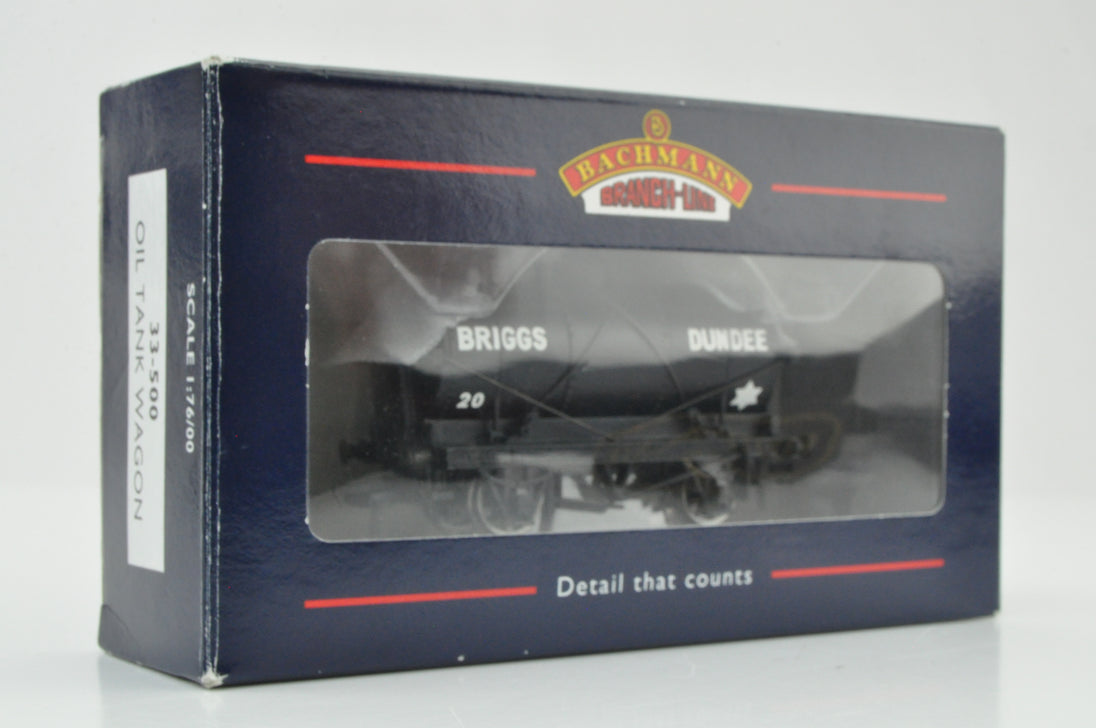 B
BACHMANN
BRANCH-LINE
BRIGGS DUNDEE
20
Detail that counts
SCALE 1:76/00
33-500
OIL TANK WAGON